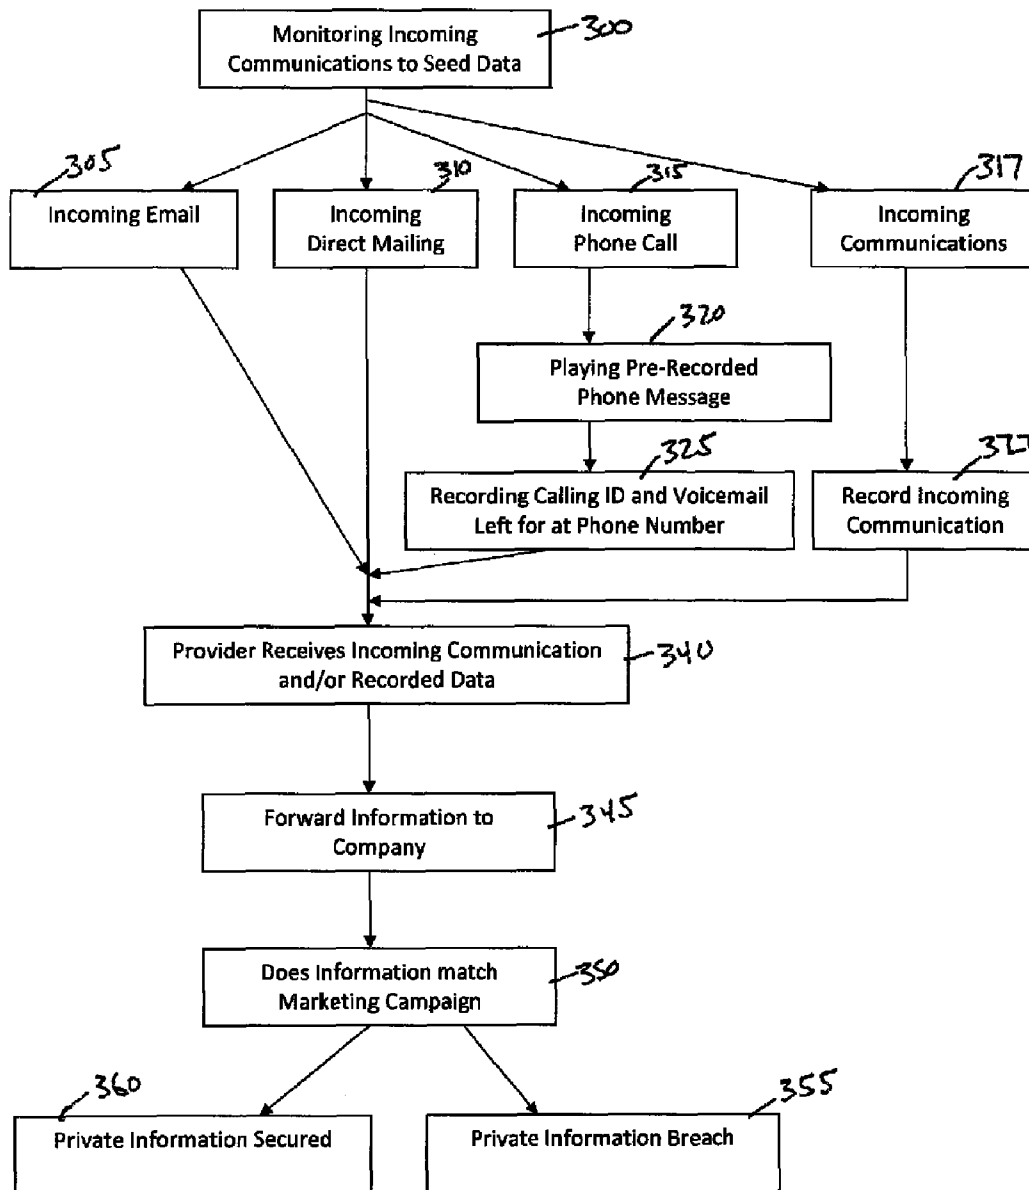 Monitoring Incoming
Communications to Seed Data
300
305
310
315
317
Incoming Email
Incoming
Direct Mailing
Incoming
Phone Call
Incoming
Communications
320
Playing Pre-Recorded
Phone Message
325
Recording Calling ID and Voicemail
Left for at Phone Number
Record Incoming
Communication
Provider Receives Incoming Communication
and/or Recorded Data
340
Forward Information to
Company
345
Does Information match
Marketing Campaign
350
360
355
Private Information Secured
Private Information Breach